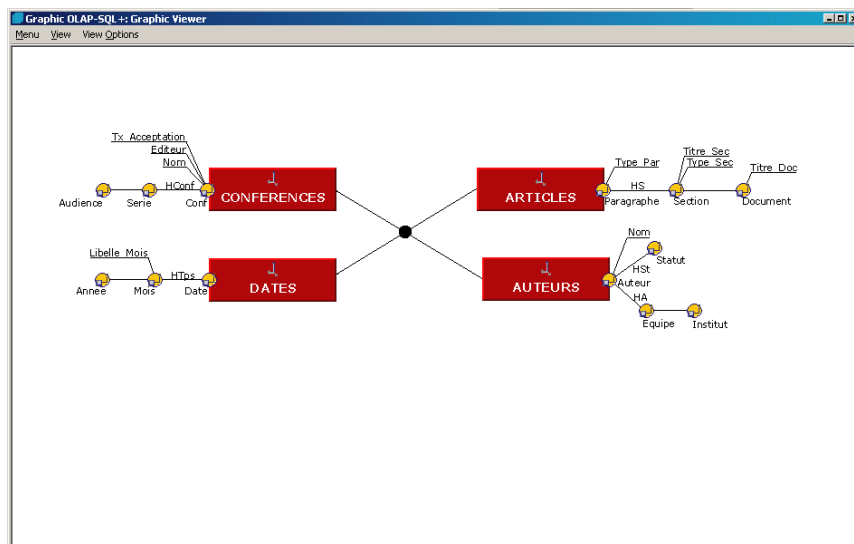 Graphic OLAP-SQL+: Graphic Viewer
Menu View View Options
Tx_Acceptation
Editeur
Nom
HConf
Audience Serie Conf
CONFERENCES
Titre_Sec
Type_Par Type_Sec Titre_Doc
HS
Paragraphe Section Document
ARTICLES
Libelle_Mois
HTps
Annee Mois Date
DATES
Nom
Statut
HSt
Auteur
HA
Equipe Institut
AUTEURS